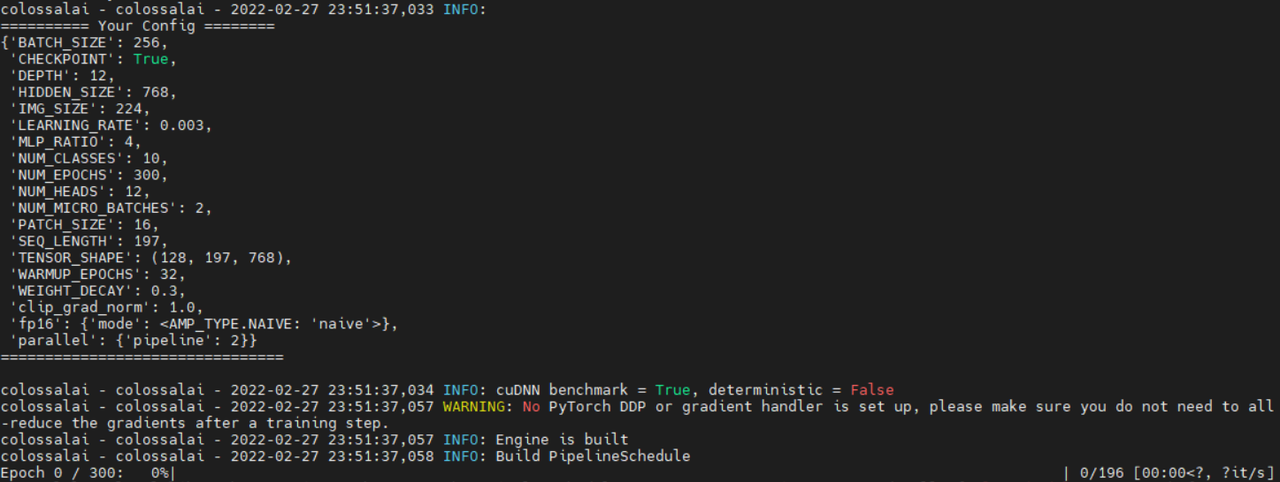 colossalai - colossalai - 2022-02-27 23:51:37,033 INFO:
========== Your Config ========
{'BATCH_SIZE': 256,
 'CHECKPOINT': True,
 'DEPTH': 12,
 'HIDDEN_SIZE': 768,
 'IMG_SIZE': 224,
 'LEARNING_RATE': 0.003,
 'MLP_RATIO': 4,
 'NUM_CLASSES': 10,
 'NUM_EPOCHS': 300,
 'NUM_HEADS': 12,
 'NUM_MICRO_BATCHES': 2,
 'PATCH_SIZE': 16,
 'SEQ_LENGTH': 197,
 'TENSOR_SHAPE': (128, 197, 768),
 'WARMUP_EPOCHS': 32,
 'WEIGHT_DECAY': 0.3,
 'clip_grad_norm': 1.0,
 'fp16': {'mode': <AMP_TYPE.NAIVE: 'naive'>},
 'parallel': {'pipeline': 2}}
================================
colossalai - colossalai - 2022-02-27 23:51:37,034 INFO: cuDNN benchmark = True, deterministic = False
colossalai - colossalai - 2022-02-27 23:51:37,057 WARNING: No PyTorch DDP or gradient handler is set up, please make sure you do not need to all
-reduce the gradients after a training step.
colossalai - colossalai - 2022-02-27 23:51:37,057 INFO: Engine is built
colossalai - colossalai - 2022-02-27 23:51:37,058 INFO: Build PipelineSchedule
Epoch 0 / 300:   0%|          | 0/196 [00:00<?, ?it/s]